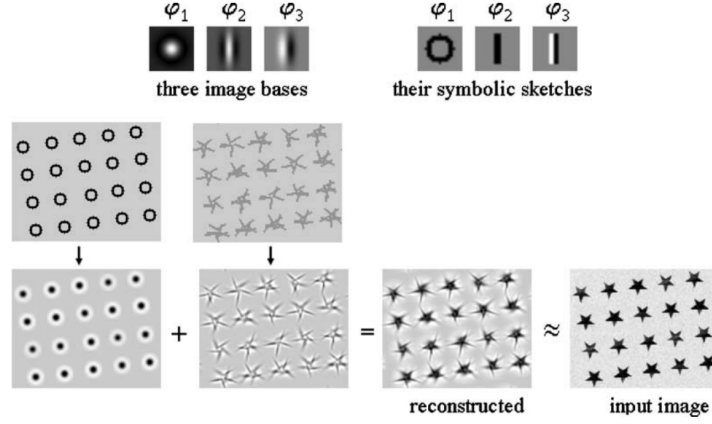 φ₁ φ₂ φ₃
φ₁ φ₂ φ₃
three image bases
their symbolic sketches
+ = ≈
reconstructed
input image